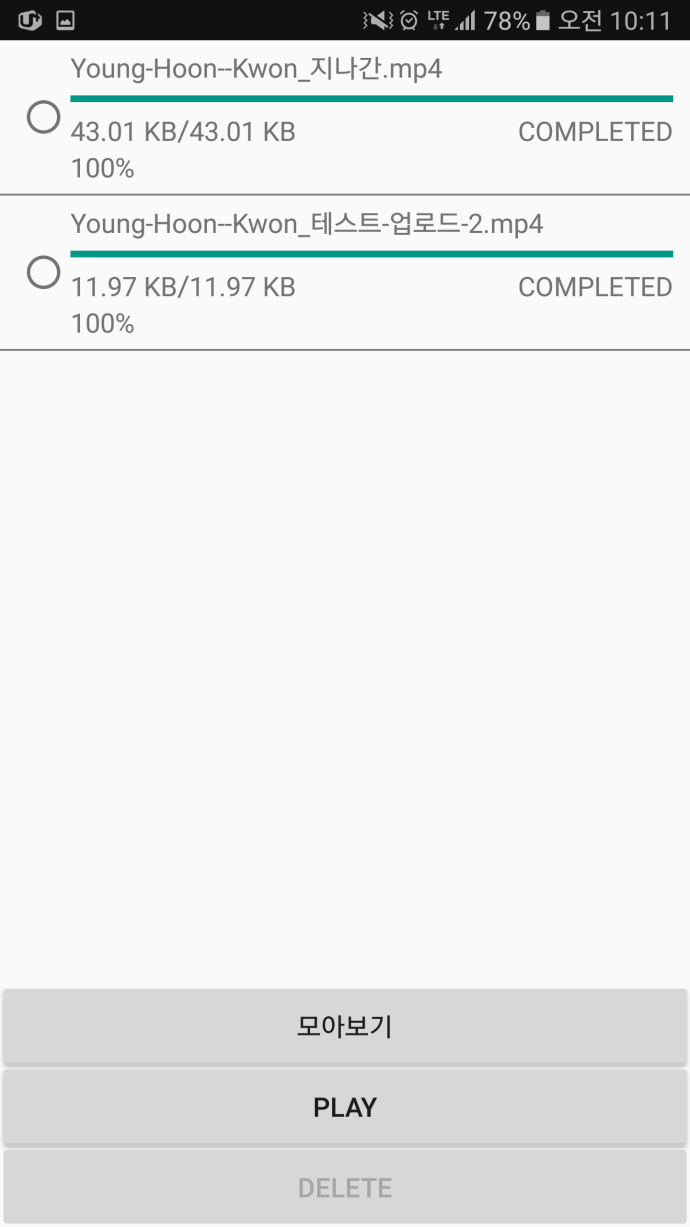 LTE 78% 오전 10:11
Young-Hoon--Kwon_지나간.mp4
43.01 KB/43.01 KB COMPLETED
100%
Young-Hoon--Kwon_테스트-업로드-2.mp4
11.97 KB/11.97 KB COMPLETED
100%
모아보기
PLAY
DELETE